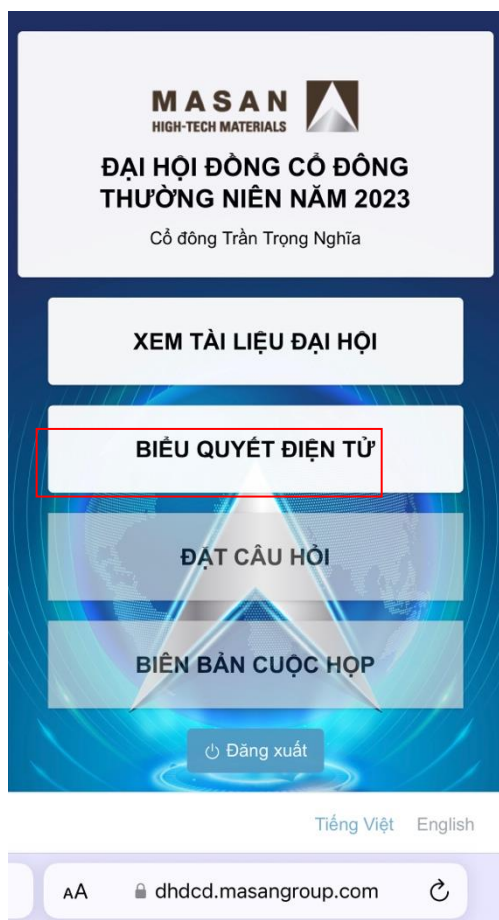 MASAN
HIGH-TECH MATERIALS
ĐẠI HỘI ĐỒNG CỔ ĐÔNG
THƯỜNG NIÊN NĂM 2023
Cổ đông Trần Trọng Nghĩa
XEM TÀI LIỆU ĐẠI HỘI
BIỂU QUYẾT ĐIỆN TỬ
ĐẶT CÂU HỎI
BIÊN BẢN CUỘC HỌP
Đăng xuất
Tiếng Việt English
AA dhdcd.masangroup.com